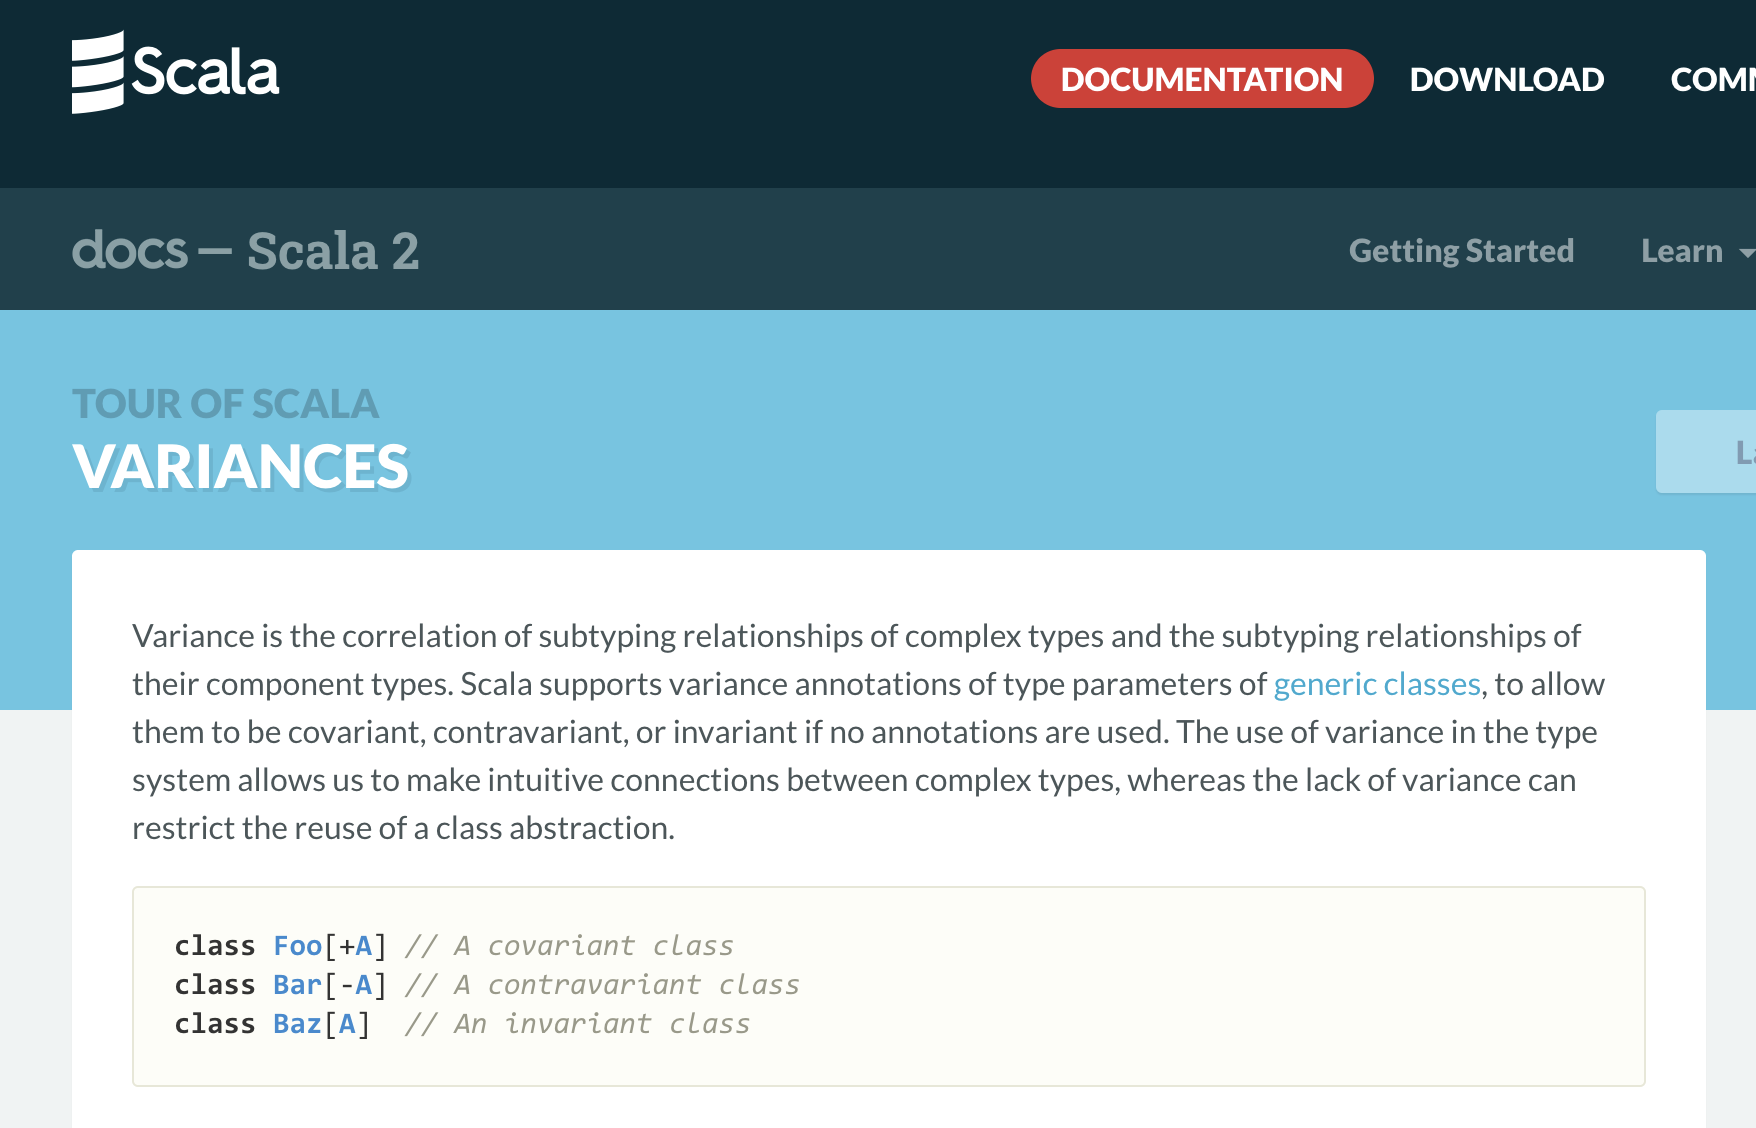 Scala
DOCUMENTATION DOWNLOAD
docs – Scala 2
Getting Started Learn
TOUR OF SCALA
VARIANCES
Variance is the correlation of subtyping relationships of complex types and the subtyping relationships of
their component types. Scala supports variance annotations of type parameters of generic classes, to allow
them to be covariant, contravariant, or invariant if no annotations are used. The use of variance in the type
system allows us to make intuitive connections between complex types, whereas the lack of variance can
restrict the reuse of a class abstraction.
class Foo[+A] // A covariant class
class Bar[-A] // A contravariant class
class Baz[A]  // An invariant class